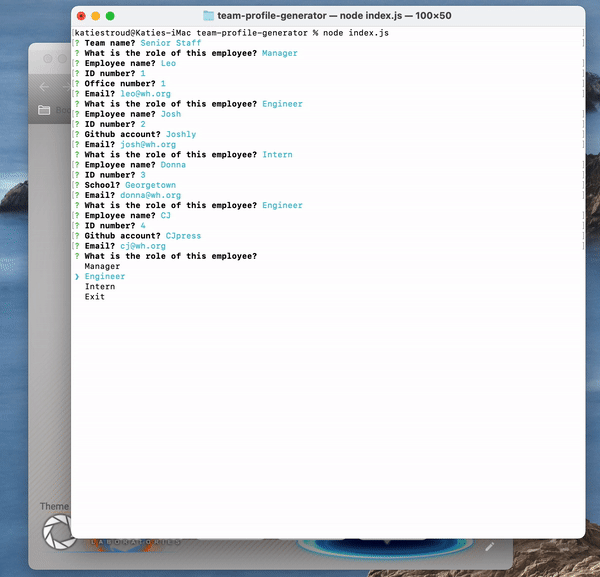 team-profile-generator — node index.js — 100×50
[katiestroud@Katies-iMac team-profile-generator % node index.js ]
[? Team name? Senior Staff ]
[? What is the role of this employee? Manager ]
[? Employee name? Leo ]
[? ID number? 1 ]
[? Office number? 1 ]
[? Email? leo@wh.org ]
? What is the role of this employee? Engineer
[? Employee name? Josh ]
[? ID number? 2 ]
[? Github account? Joshly ]
[? Email? josh@wh.org ]
? What is the role of this employee? Intern
[? Employee name? Donna ]
[? ID number? 3 ]
[? School? Georgetown ]
[? Email? donna@wh.org ]
? What is the role of this employee? Engineer
[? Employee name? CJ ]
[? ID number? 4 ]
[? Github account? CJpress ]
[? Email? cj@wh.org ]
? What is the role of this employee?
Manager
❯ Engineer
Intern
Exit
Theme
LABORATORIES